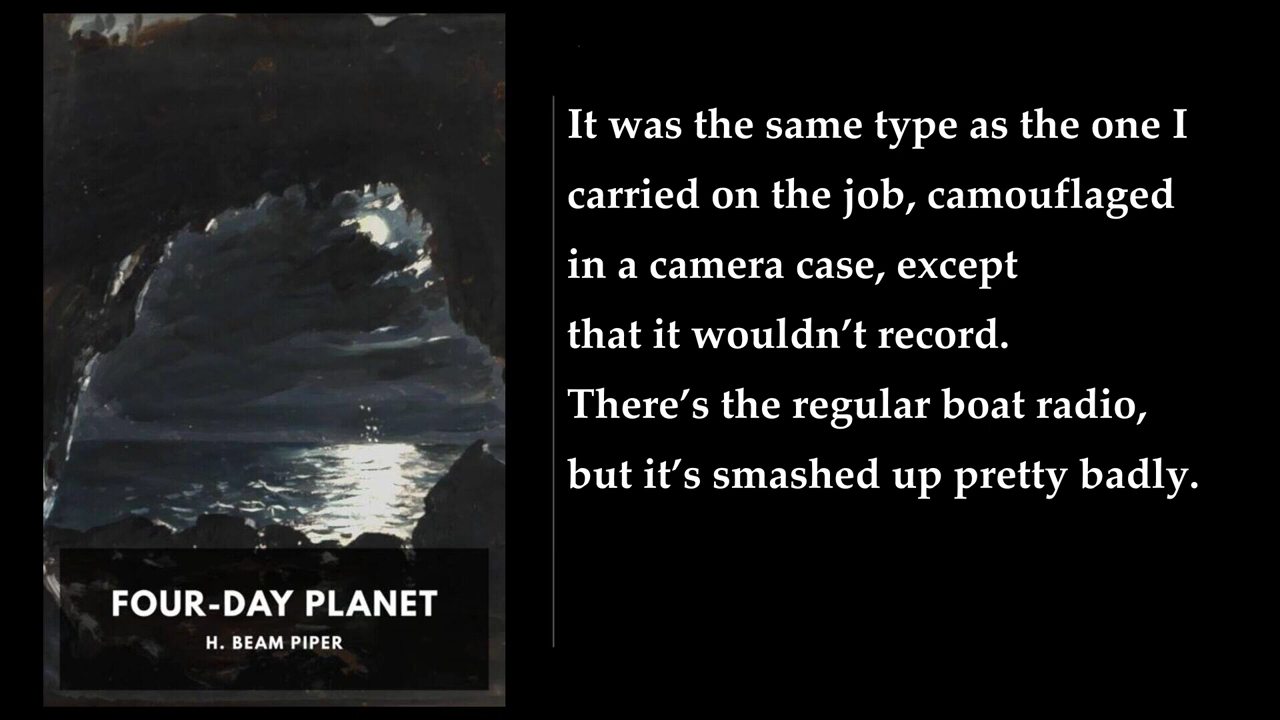 It was the same type as the one I
carried on the job, camouflaged
in a camera case, except
that it wouldn’t record.
There’s the regular boat radio,
but it’s smashed up pretty badly.
FOUR-DAY PLANET
H. BEAM PIPER